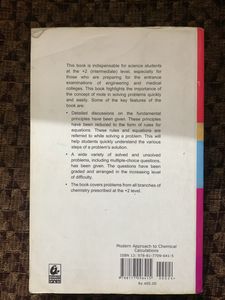 This book is indispensable for science students
at the +2 (intermediate) level, especially for
those who are preparing for the entrance
examinations of engineering and medical
colleges. This book highlights the importance of
the concept of mole in solving problems quickly
and easily. Some of the key features of the
book are:
• Detailed discussions on the fundamental
principles have been given. These principles
have been reduced to the form of rules for
equations. These rules and equations are
referred to while solving a problem. This will
help students quickly understand the various
steps of a problem's solution.
• A wide variety of solved and unsolved
problems, including multiple-choice questions,
has been given. The questions have been
graded and arranged in the increasing level
of difficulty.
• The book covers problems from all branches of
chemistry prescribed at the +2 level.
Modern Approach to Chemical
Calculations
ISBN 13: 978-81-7709-641-5